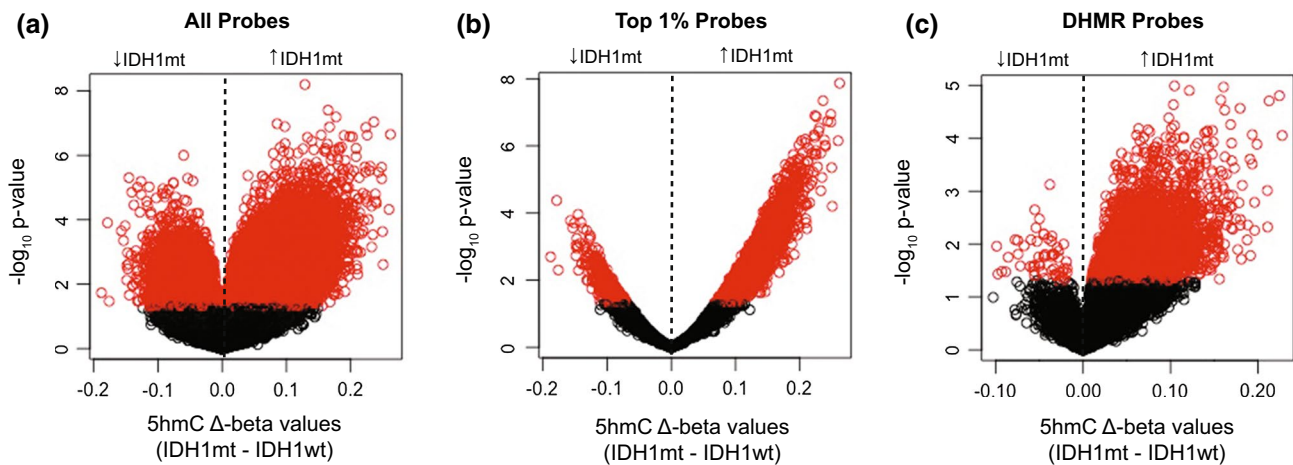 (a) All Probes
↓IDH1mt ↑IDH1mt
8
6
4
2
0
-log10 p-value
-0.2 -0.1 0.0 0.1 0.2
5hmC Δ-beta values
(IDH1mt - IDH1wt)
(b) Top 1% Probes
↓IDH1mt ↑IDH1mt
8
6
4
2
0
-log10 p-value
-0.2 -0.1 0.0 0.1 0.2
5hmC Δ-beta values
(IDH1mt - IDH1wt)
(c) DHMR Probes
↓IDH1mt ↑IDH1mt
5
4
3
2
1
0
-log10 p-value
-0.10 0.00 0.10 0.20
5hmC Δ-beta values
(IDH1mt - IDH1wt)